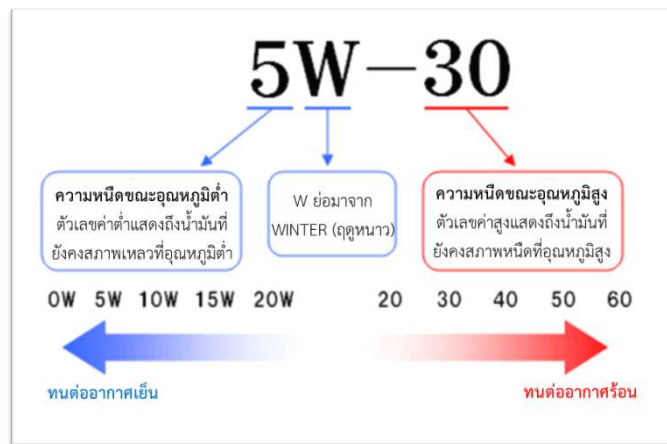 5W-30
ความหนืดขณะอุณหภูมิต่ำ
ตัวเลขค่าต่ำแสดงถึงน้ำมันที่
ยังคงสภาพเหลวที่อุณหภูมิต่ำ
W ย่อมาจาก
WINTER (ฤดูหนาว)
ความหนืดขณะอุณหภูมิสูง
ตัวเลขค่าสูงแสดงถึงน้ำมันที่
ยังคงสภาพหนืดที่อุณหภูมิสูง
0W 5W 10W 15W 20W 20 30 40 50 60
ทนต่ออากาศเย็น
ทนต่ออากาศร้อน